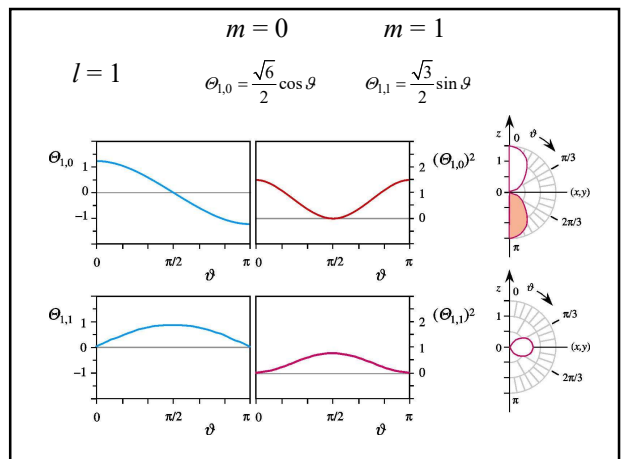 m = 0 m = 1
l = 1 Θ₁,₀ = √6/2 cos ϑ Θ₁,₁ = √3/2 sin ϑ
Θ₁,₀ 1 0 −1
0 π/2 π
ϑ
(Θ₁,₀)² 2 1 0
0 π/2 π
ϑ
z 0 ϑ
π/3
1
0 (x,y)
2π/3
π
Θ₁,₁ 1 0 −1
0 π/2 π
ϑ
(Θ₁,₁)² 2 1 0
0 π/2 π
ϑ
z 0 ϑ
π/3
1
0 (x,y)
2π/3
π